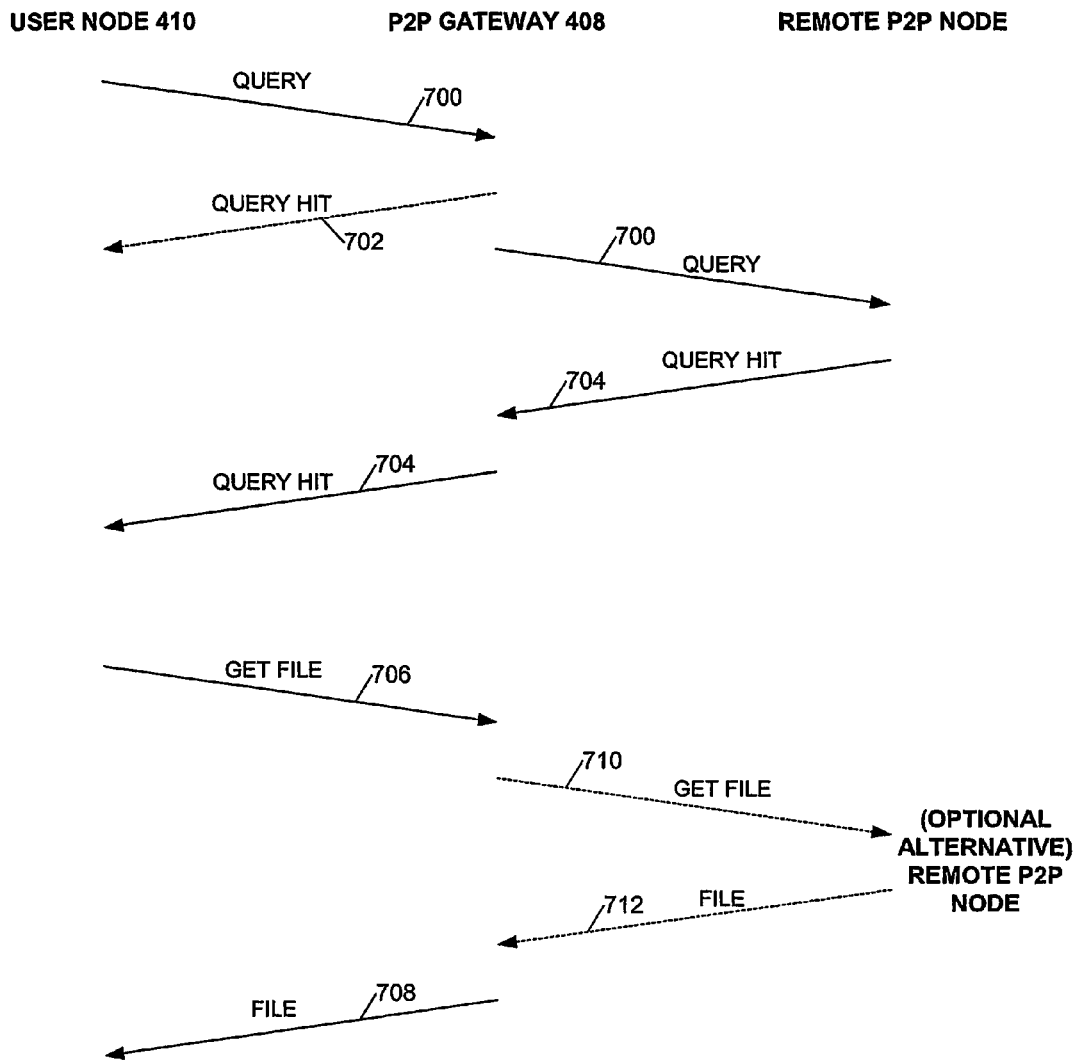 USER NODE 410 P2P GATEWAY 408 REMOTE P2P NODE
QUERY
700
QUERY HIT
702
700
QUERY
QUERY HIT
704
704
QUERY HIT
GET FILE
706
710
GET FILE
(OPTIONAL
ALTERNATIVE)
REMOTE P2P
NODE
712
FILE
708
FILE